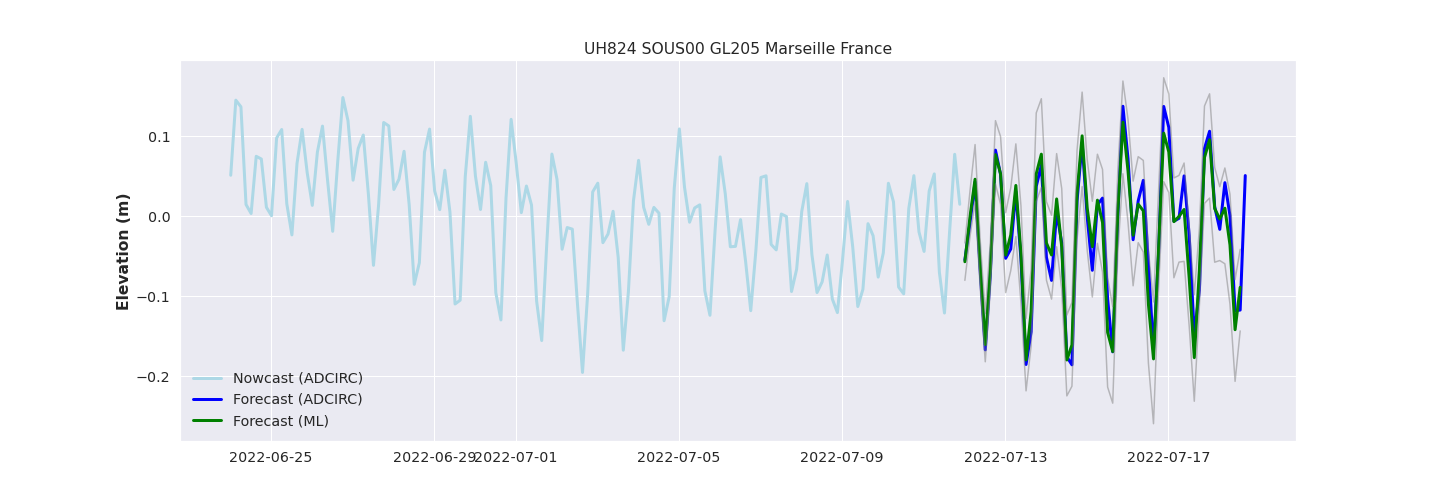 UH824 SOUS00 GL205 Marseille France
Elevation (m)
0.1
0.0
−0.1
−0.2
Nowcast (ADCIRC)
Forecast (ADCIRC)
Forecast (ML)
2022-06-25 2022-06-29 2022-07-01 2022-07-05 2022-07-09 2022-07-13 2022-07-17